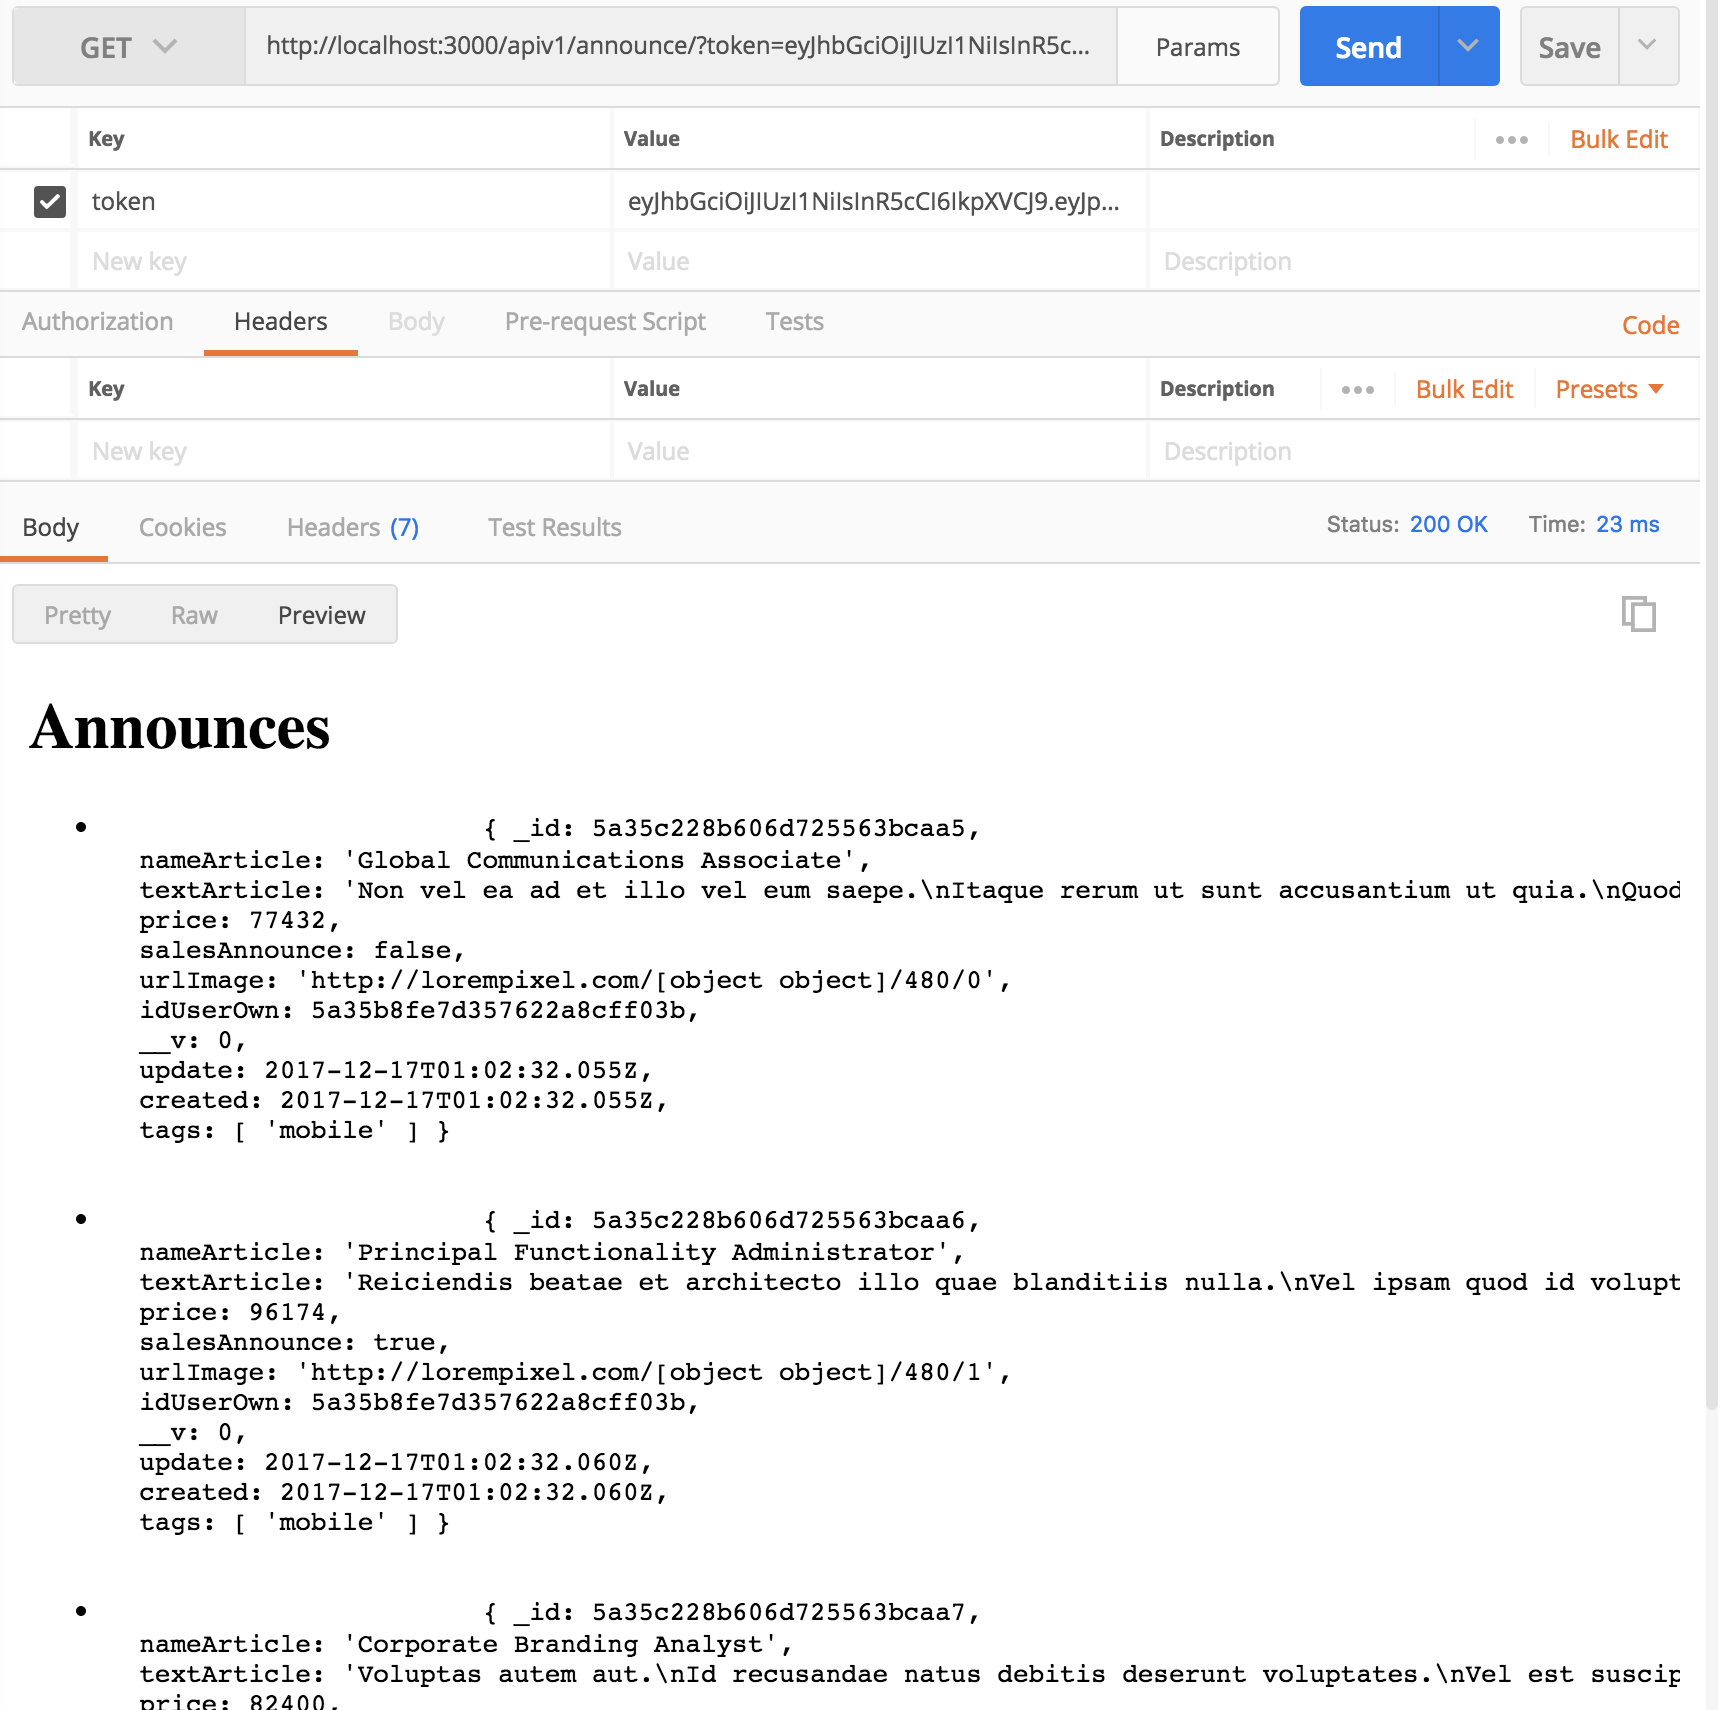 GET http://localhost:3000/apiv1/announce/?token=eyJhbGciOiJIUzI1NiIsInR5c... Params Send Save
Key Value Description Bulk Edit
token eyJhbGciOiJIUzI1NiIsInR5cCI6IkpXVCJ9.eyJp...
New key Value Description
Authorization Headers Body Pre-request Script Tests Code
Key Value Description Bulk Edit Presets
New key Value Description
Body Cookies Headers (7) Test Results Status: 200 OK Time: 23 ms
Pretty Raw Preview
Announces
{ _id: 5a35c228b606d725563bcaa5,
nameArticle: 'Global Communications Associate',
textArticle: 'Non vel ea ad et illo vel eum saepe.\nItaque rerum ut sunt accusantium ut quia.\nQuod
price: 77432,
salesAnnounce: false,
urlImage: 'http://lorempixel.com/[object object]/480/0',
idUserOwn: 5a35b8fe7d357622a8cff03b,
__v: 0,
update: 2017-12-17T01:02:32.055Z,
created: 2017-12-17T01:02:32.055Z,
tags: [ 'mobile' ] }
{ _id: 5a35c228b606d725563bcaa6,
nameArticle: 'Principal Functionality Administrator',
textArticle: 'Reiciendis beatae et architecto illo quae blanditiis nulla.\nVel ipsam quod id volupt
price: 96174,
salesAnnounce: true,
urlImage: 'http://lorempixel.com/[object object]/480/1',
idUserOwn: 5a35b8fe7d357622a8cff03b,
__v: 0,
update: 2017-12-17T01:02:32.060Z,
created: 2017-12-17T01:02:32.060Z,
tags: [ 'mobile' ] }
{ _id: 5a35c228b606d725563bcaa7,
nameArticle: 'Corporate Branding Analyst',
textArticle: 'Voluptas autem aut.\nId recusandae natus debitis deserunt voluptates.\nVel est suscip
price: 82400,